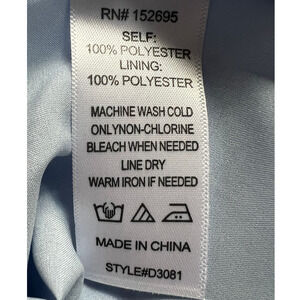 RN# 152695
SELF:
100% POLYESTER
LINING:
100% POLYESTER
MACHINE WASH COLD
ONLYNON-CHLORINE
BLEACH WHEN NEEDED
LINE DRY
WARM IRON IF NEEDED
MADE IN CHINA
STYLE#D3081